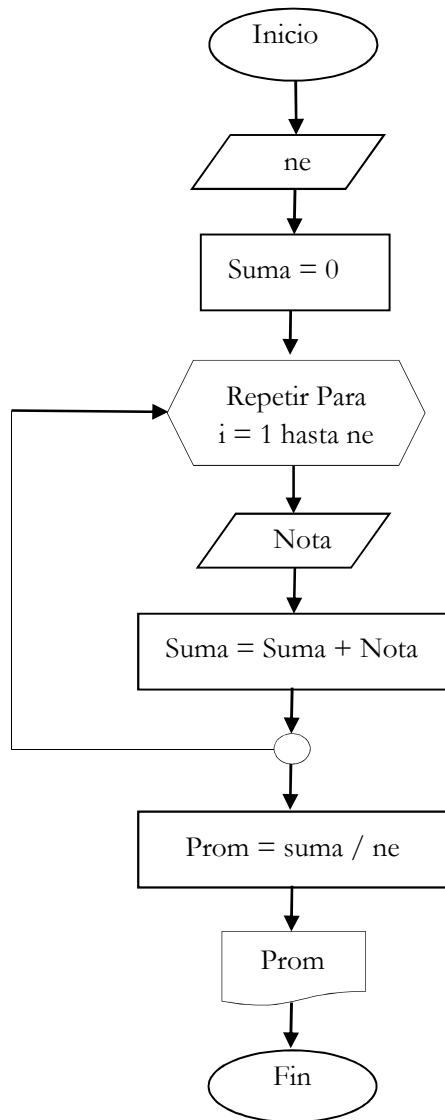 Inicio
ne
Suma = 0
Repetir Para
i = 1 hasta ne
Nota
Suma = Suma + Nota
Prom = suma / ne
Prom
Fin